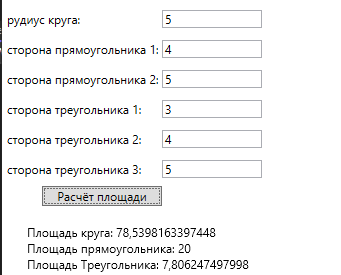 рудиус круга: 5
сторона прямоугольника 1: 4
сторона прямоугольника 2: 5
сторона треугольника 1: 3
сторона треугольника 2: 4
сторона треугольника 3: 5
Расчёт площади
Площадь круга: 78,5398163397448
Площадь прямоугольника: 20
Площадь Треугольника: 7,806247497998